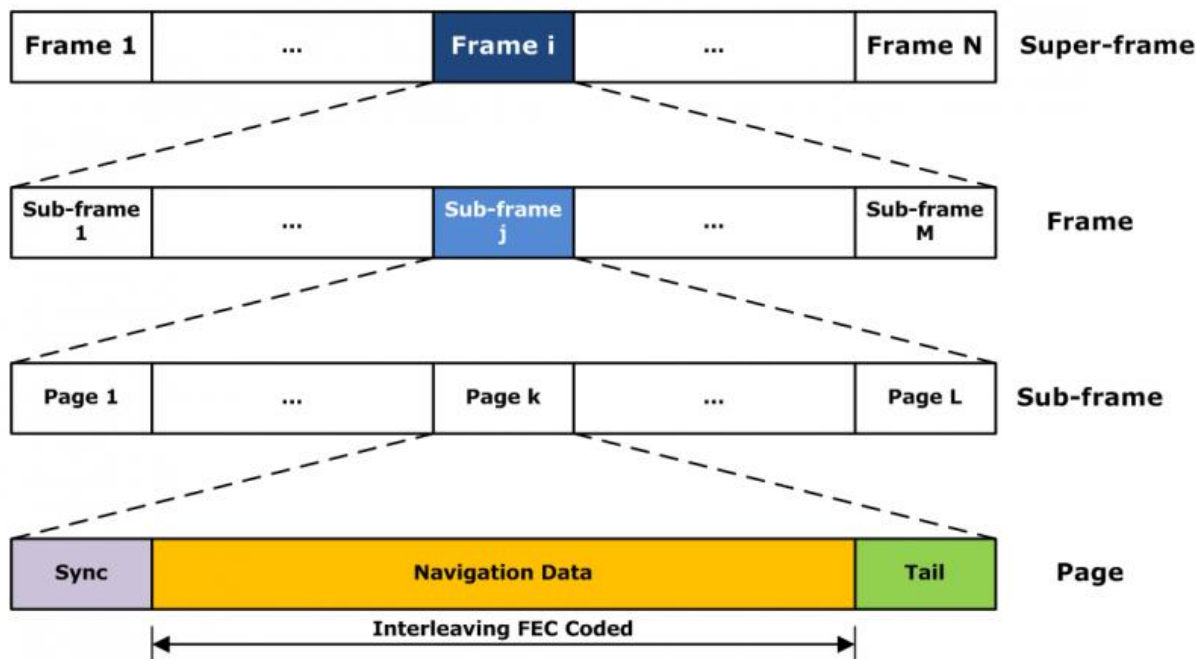 Frame 1 ... Frame i ... Frame N Super-frame
Sub-frame 1 ... Sub-frame j ... Sub-frame M Frame
Page 1 ... Page k ... Page L Sub-frame
Sync Navigation Data Tail Page
Interleaving FEC Coded